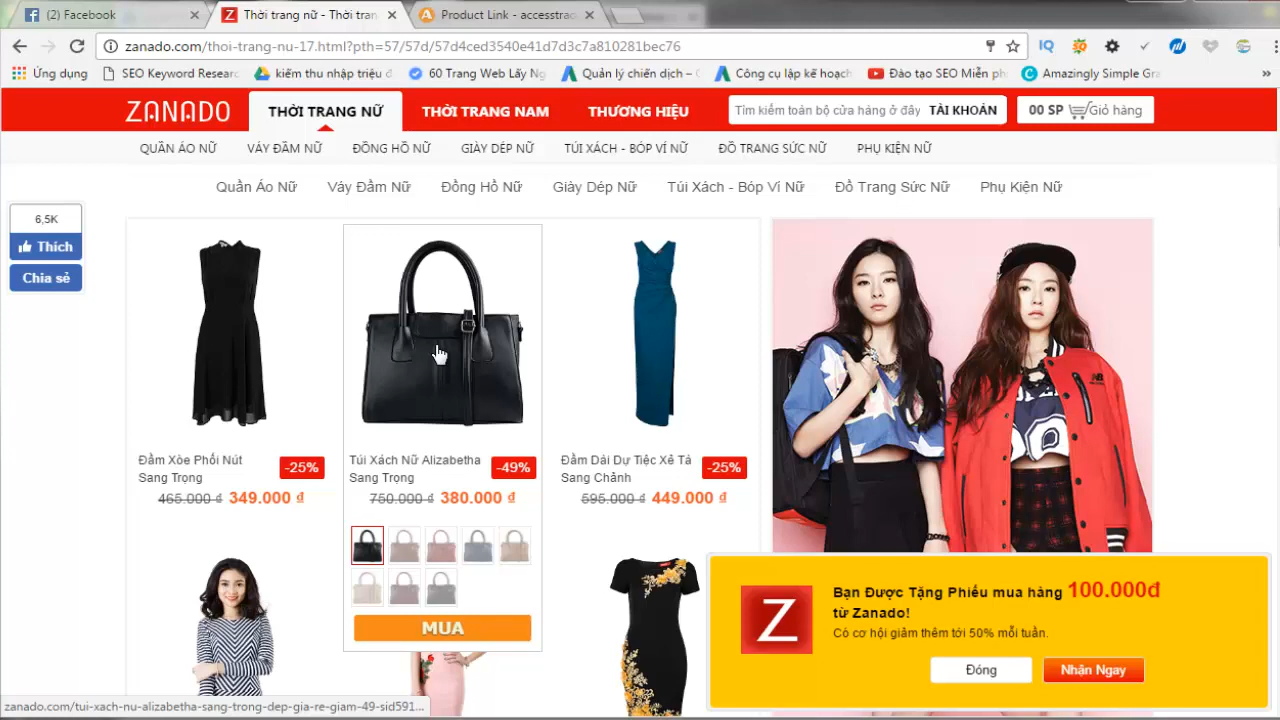 (2) Facebook
Thời trang nữ - Thời tran
Product Link - accesstrad
zanado.com/thoi-trang-nu-17.html?pth=57/57d/57d4ced3540e41d7d3c7a810281bec76
IQ
Ứng dụng
SEO Keyword Researc
kiếm thu nhập triệu đ
60 Trang Web Lấy Ng
Quản lý chiến dịch – C
Công cụ lập kế hoạch
Đào tạo SEO Miễn ph
Amazingly Simple Gra
ZANADO
THỜI TRANG NỮ
THỜI TRANG NAM
THƯƠNG HIỆU
Tìm kiếm toàn bộ cửa hàng ở đây
TÀI KHOẢN
00 SP
Giỏ hàng
QUẦN ÁO NỮ
VÁY ĐẦM NỮ
ĐỒNG HỒ NỮ
GIÀY DÉP NỮ
TÚI XÁCH - BÓP VÍ NỮ
ĐỒ TRANG SỨC NỮ
PHỤ KIỆN NỮ
Quần Áo Nữ
Váy Đầm Nữ
Đồng Hồ Nữ
Giày Dép Nữ
Túi Xách - Bóp Ví Nữ
Đồ Trang Sức Nữ
Phụ Kiện Nữ
6,5K
Thích
Chia sẻ
Đầm Xòe Phối Nút
Sang Trọng
-25%
465.000 đ 349.000 đ
Túi Xách Nữ Alizabetha
Sang Trọng
-49%
750.000 đ 380.000 đ
Đầm Dài Dự Tiệc Xẻ Tà
Sang Chảnh
-25%
595.000 đ 449.000 đ
MUA
Z
Bạn Được Tặng Phiếu mua hàng 100.000đ
từ Zanado!
Có cơ hội giảm thêm tới 50% mỗi tuần.
Đóng
Nhận Ngay
zanado.com/tui-xach-nu-alizabetha-sang-trong-dep-gia-re-giam-49-sid591...